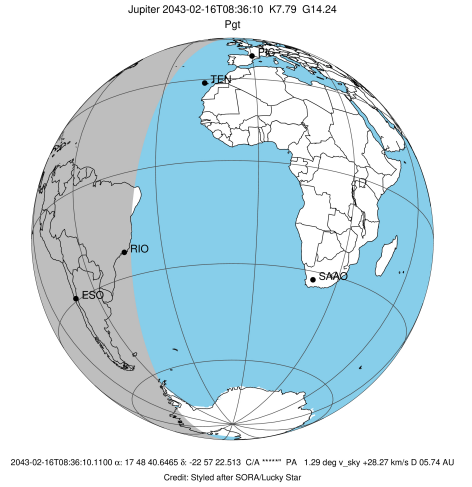 Jupiter 2043-02-16T08:36:10 K7.79 G14.24
Pgt
PIC
TEN
RIO
SAAO
ESO
2043-02-16T08:36:10.1100 α: 17 48 40.6465 δ: -22 57 22.513 C/A *****" PA 1.29 deg v_sky +28.27 km/s D 05.74 AU
Credit: Styled after SORA/Lucky Star